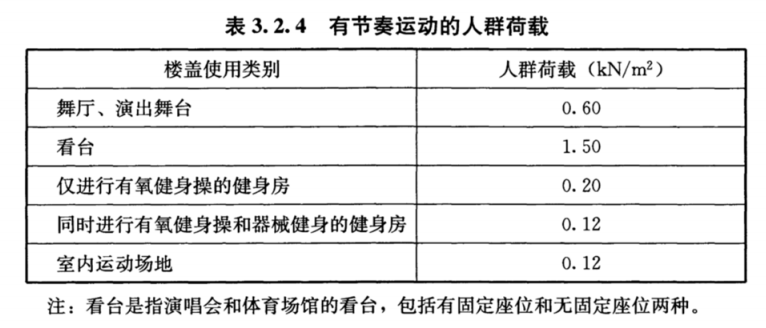 表 3.2.4 有节奏运动的人群荷载
楼盖使用类别 人群荷载（kN/m²）
舞厅、演出舞台 0.60
看台 1.50
仅进行有氧健身操的健身房 0.20
同时进行有氧健身操和器械健身的健身房 0.12
室内运动场地 0.12
注：看台是指演唱会和体育场馆的看台，包括有固定座位和无固定座位两种。